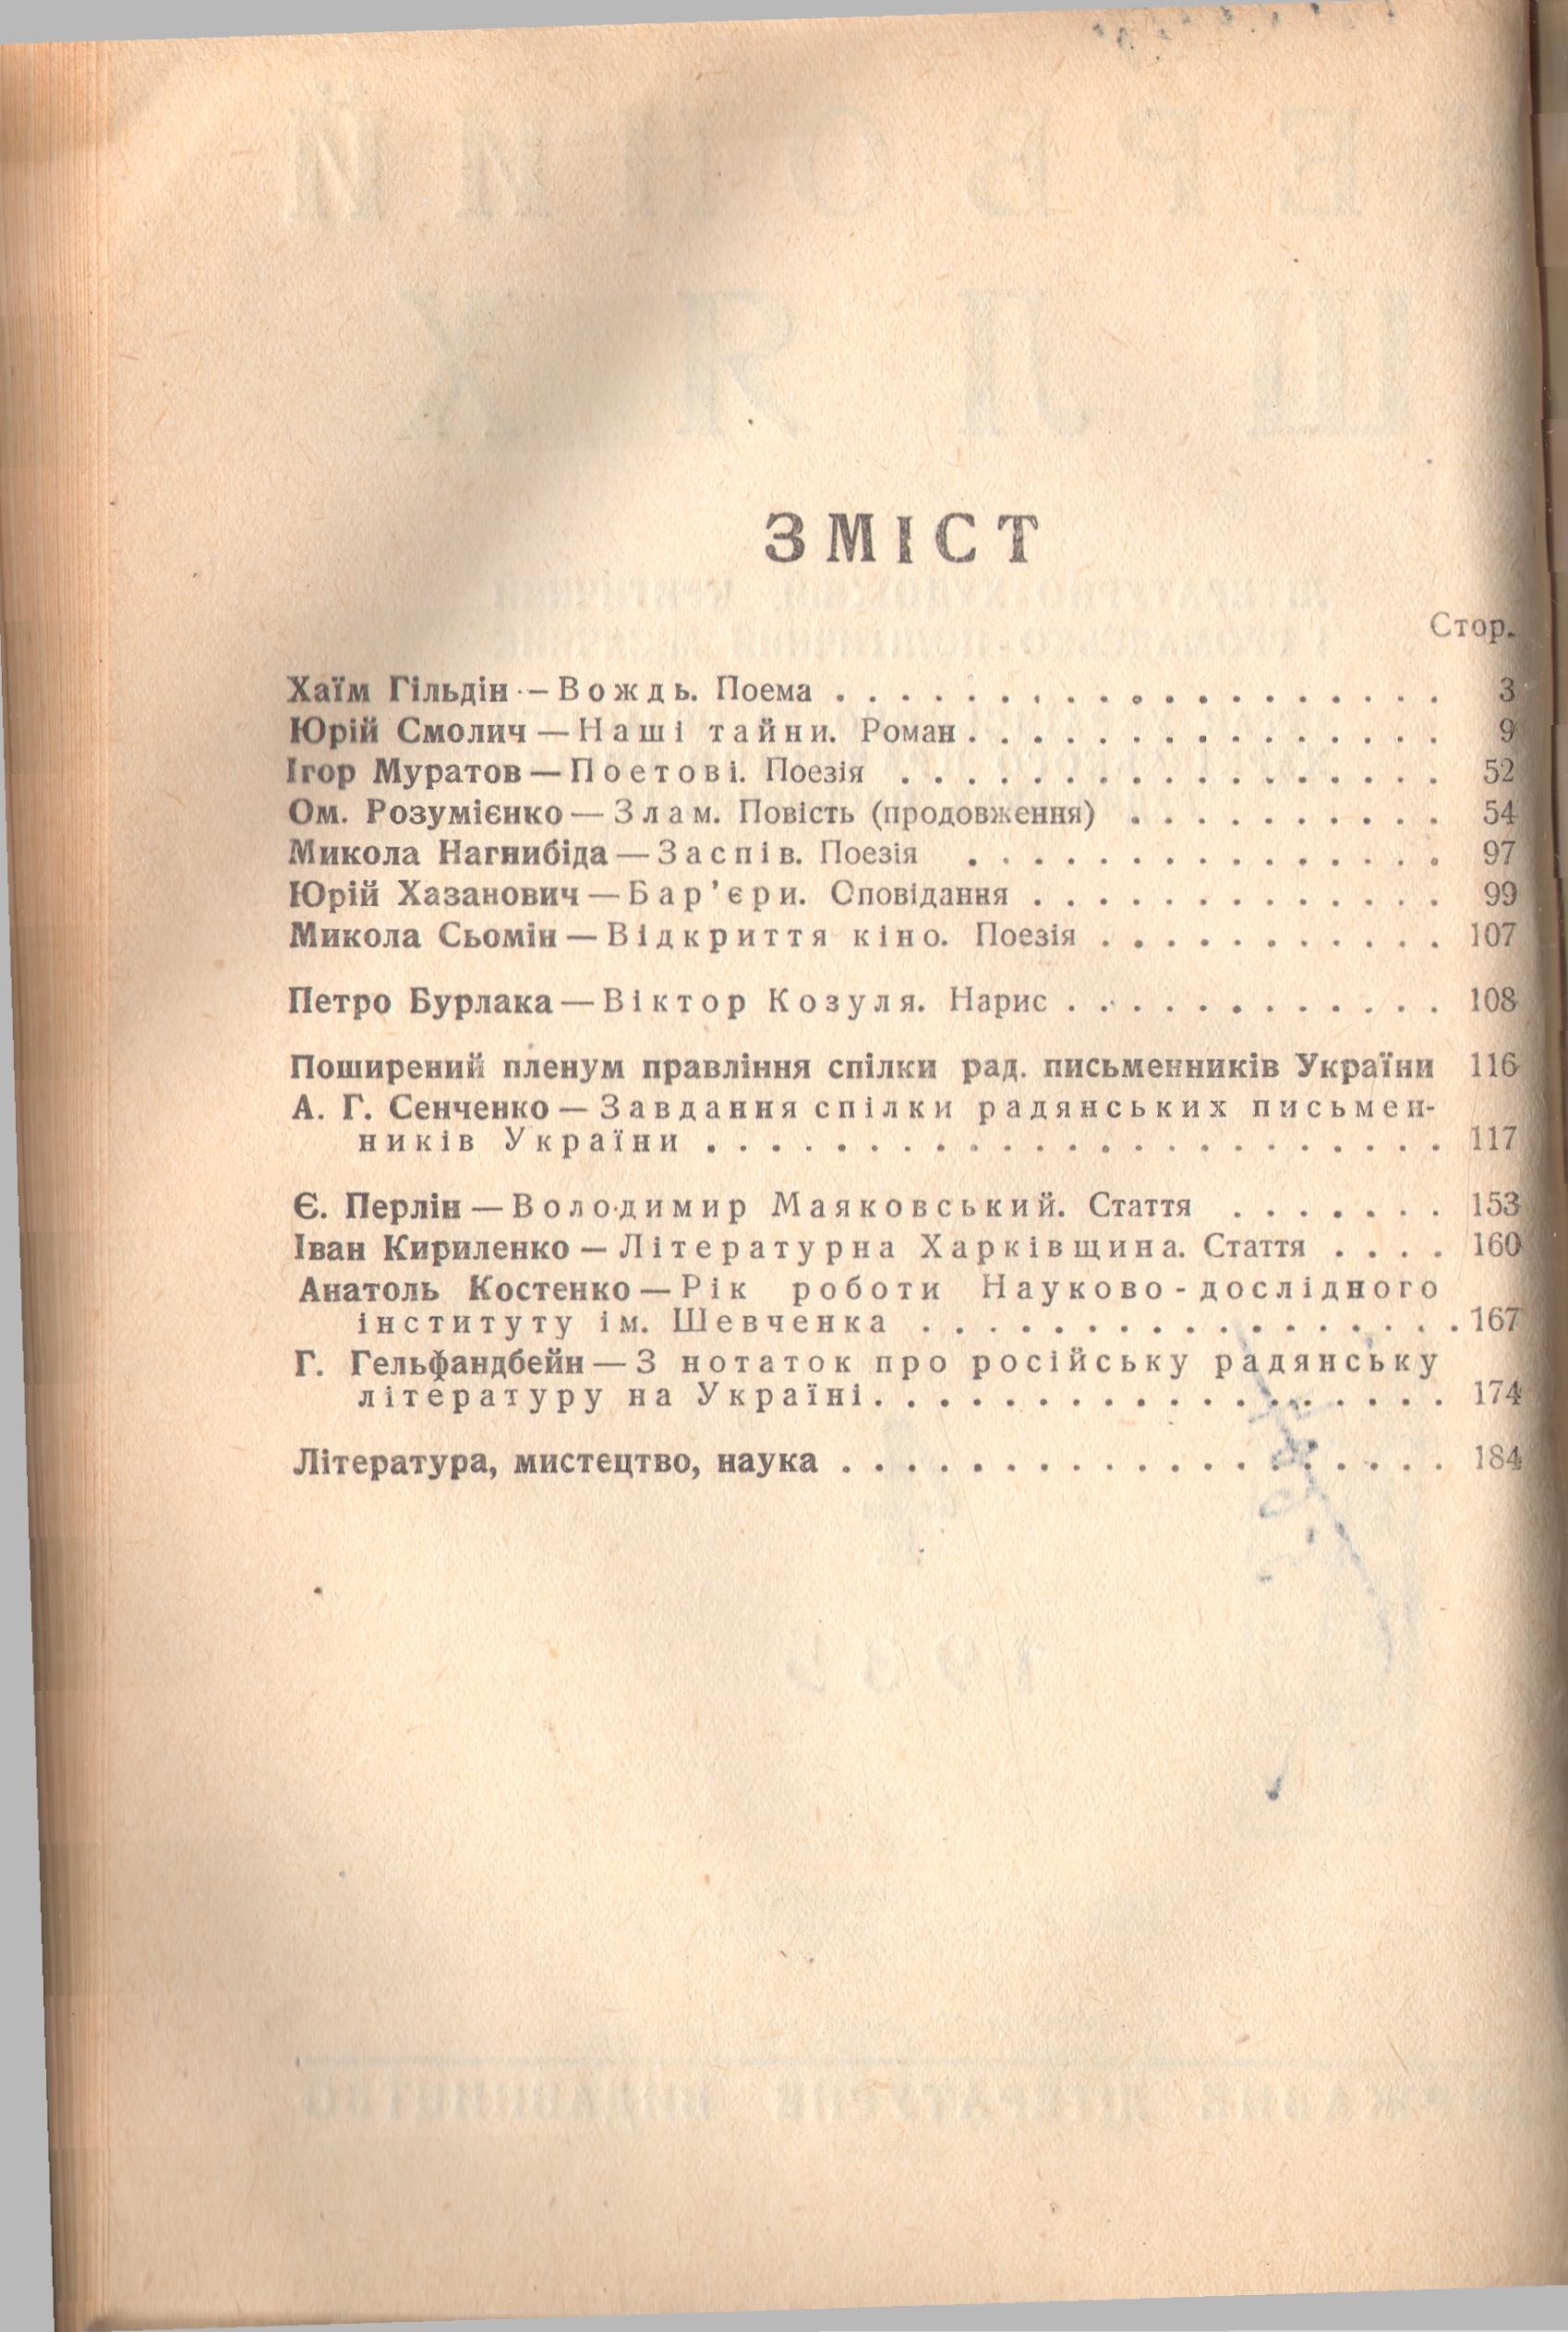 ЗМІСТ
Стор.
Хаїм Гільдін — Вождь. Поема . . . . . . . . . . . . . . . . . . . 3
Юрій Смолич — Наші тайни. Роман . . . . . . . . . . . . . . . 9
Ігор Муратов — Поетові. Поезія . . . . . . . . . . . . . . . . . 52
Ом. Розумієнко — Злам. Повість (продовження) . . . . . . . . . . 54
Микола Нагнибіда — Заспів. Поезія . . . . . . . . . . . . . . . 97
Юрій Хазанович — Бар’єри. Оповідання . . . . . . . . . . . . . 99
Микола Сьомін — Відкриття кіно. Поезія . . . . . . . . . . . 107
Петро Бурлака — Віктор Козуля. Нарис . . . . . . . . . . . . 108
Поширений пленум правління спілки рад. письменників України 116
А. Г. Сенченко — Завдання спілки радянських письмен-
ників України . . . . . . . . . . . . . . . . . . . . . . . 117
Є. Перлін — Володимир Маяковський. Стаття . . . . . . . 153
Іван Кириленко — Літературна Харківщина. Стаття . . . . 160
Анатоль Костенко — Рік роботи Науково-дослідного
інституту ім. Шевченка . . . . . . . . . . . . . . . . . 167
Г. Гельфандбейн — З нотаток про російську радянську
літературу на Україні . . . . . . . . . . . . . . . . . . 174
Література, мистецтво, наука . . . . . . . . . . . . . . . . . . . 184